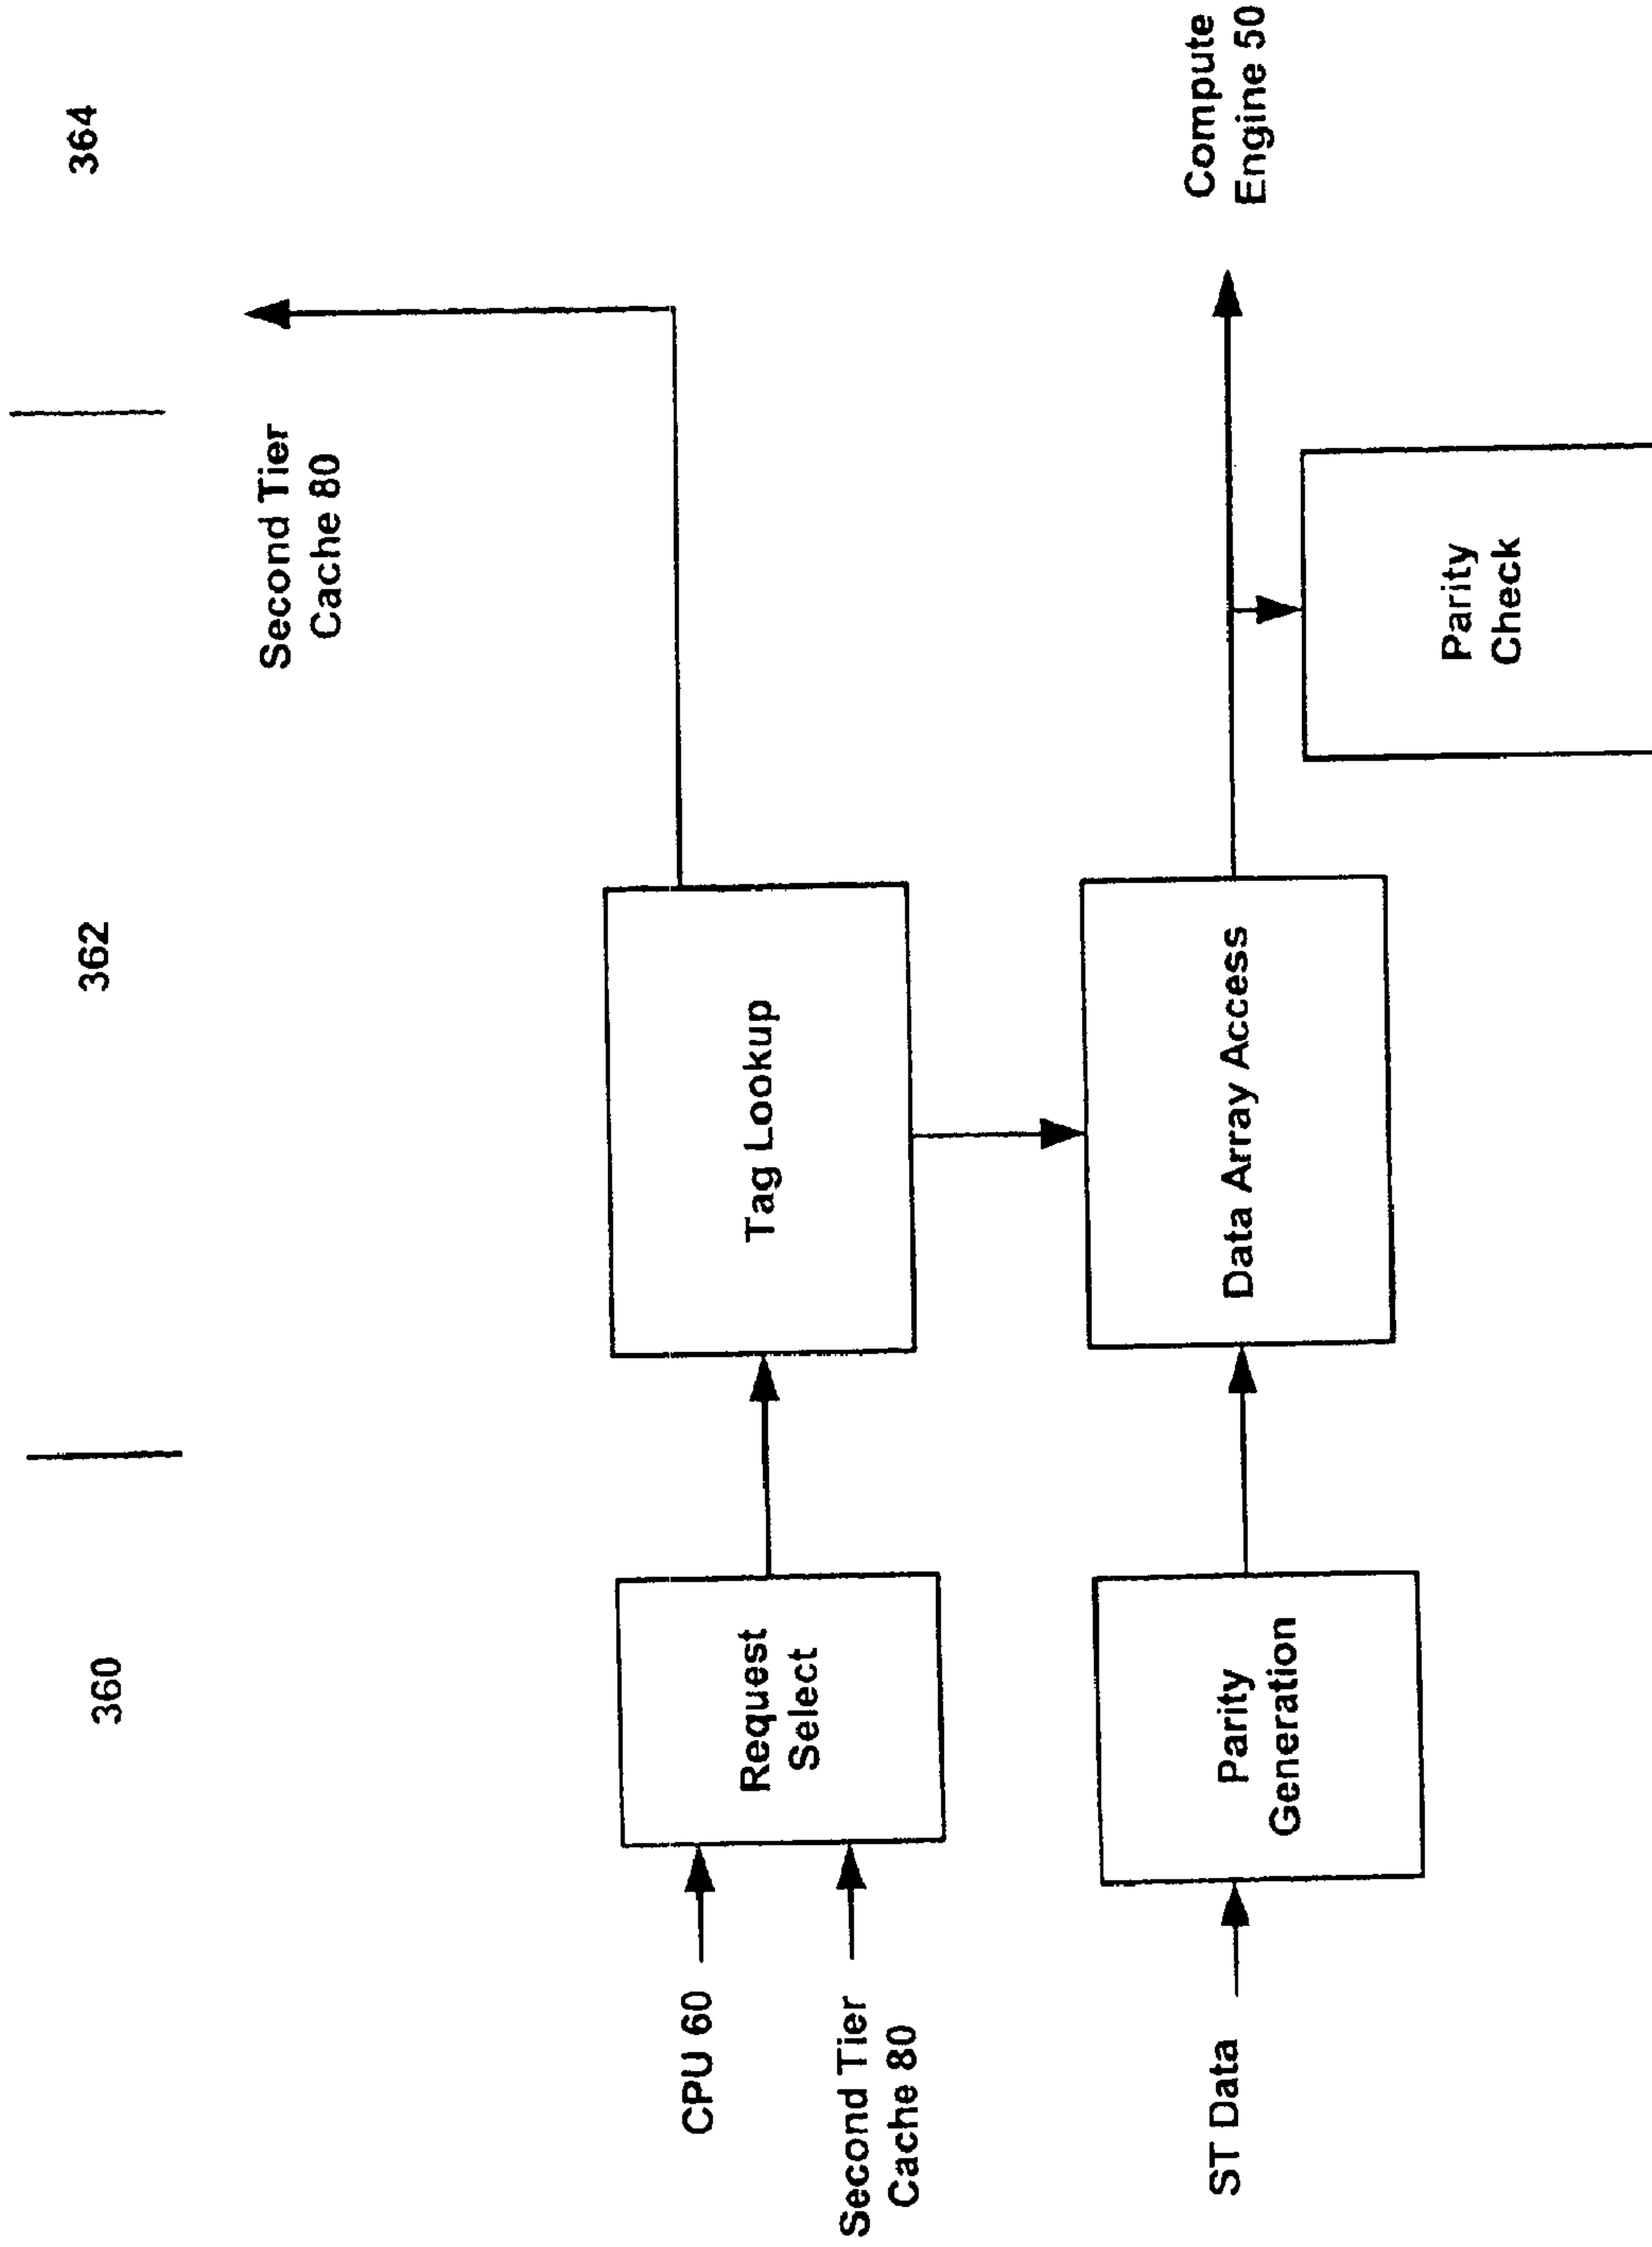 360
362
364
Second Tier
Cache 80
CPU 60
Second Tier
Cache 80
Request
Select
Tag Lookup
ST Data
Parity
Generation
Data Array Access
Compute
Engine 50
Parity
Check